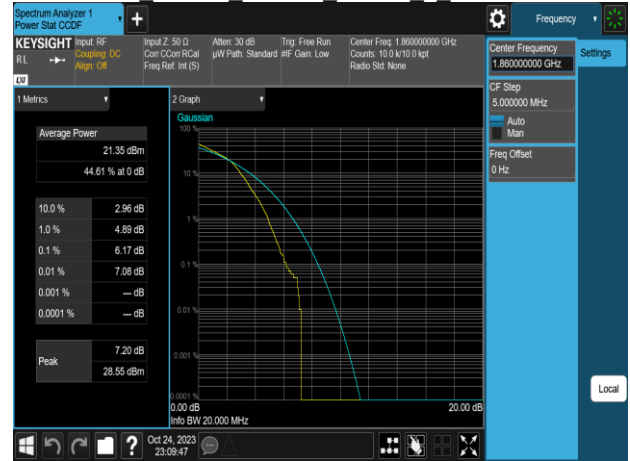 Spectrum Analyzer 1
Power Stat CCDF
+
Frequency
KEYSIGHT
RL
LXI
Input: RF
Coupling: DC
Align: Off
Input Z: 50 Ω
Corr CCorr RCal
Freq Ref: Int (S)
Atten: 30 dB
µW Path: Standard
Trig: Free Run
#IF Gain: Low
Center Freq: 1.860000000 GHz
Counts: 10.0 k/10.0 kpt
Radio Std: None
Center Frequency
1.860000000 GHz
Settings
CF Step
5.000000 MHz
Auto
Man
Freq Offset
0 Hz
1 Metrics
Average Power
21.35 dBm
44.61 % at 0 dB
10.0 % 2.96 dB
1.0 % 4.89 dB
0.1 % 6.17 dB
0.01 % 7.08 dB
0.001 % --- dB
0.0001 % --- dB
Peak
7.20 dB
28.55 dBm
2 Graph
Gaussian
100 %
10 %
1 %
0.1 %
0.01 %
0.001 %
0.0001 %
0.00 dB 20.00 dB
Info BW 20.000 MHz
Local
?
Oct 24, 2023
23:09:47